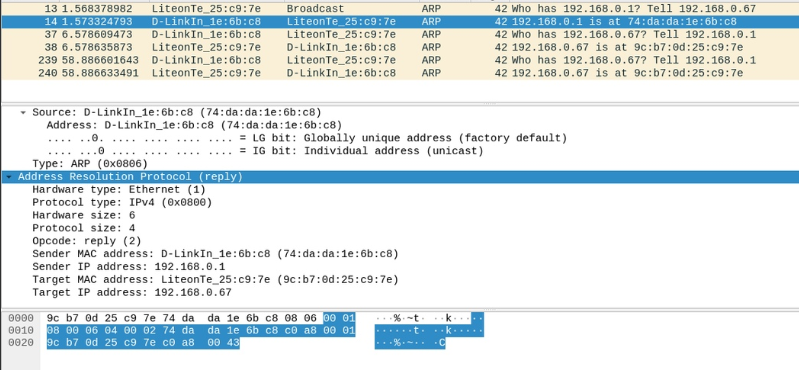 13 1.568378982 LiteonTe_25:c9:7e Broadcast ARP 42 Who has 192.168.0.1? Tell 192.168.0.67
14 1.573324793 D-LinkIn_1e:6b:c8 LiteonTe_25:c9:7e ARP 42 192.168.0.1 is at 74:da:da:1e:6b:c8
37 6.578609473 D-LinkIn_1e:6b:c8 LiteonTe_25:c9:7e ARP 42 Who has 192.168.0.67? Tell 192.168.0.1
38 6.578635873 LiteonTe_25:c9:7e D-LinkIn_1e:6b:c8 ARP 42 192.168.0.67 is at 9c:b7:0d:25:c9:7e
239 58.886601643 D-LinkIn_1e:6b:c8 LiteonTe_25:c9:7e ARP 42 Who has 192.168.0.67? Tell 192.168.0.1
240 58.886633491 LiteonTe_25:c9:7e D-LinkIn_1e:6b:c8 ARP 42 192.168.0.67 is at 9c:b7:0d:25:c9:7e
Source: D-LinkIn_1e:6b:c8 (74:da:da:1e:6b:c8)
Address: D-LinkIn_1e:6b:c8 (74:da:da:1e:6b:c8)
.... ..0. .... .... .... .... = LG bit: Globally unique address (factory default)
.... ...0 .... .... .... .... = IG bit: Individual address (unicast)
Type: ARP (0x0806)
Address Resolution Protocol (reply)
Hardware type: Ethernet (1)
Protocol type: IPv4 (0x0800)
Hardware size: 6
Protocol size: 4
Opcode: reply (2)
Sender MAC address: D-LinkIn_1e:6b:c8 (74:da:da:1e:6b:c8)
Sender IP address: 192.168.0.1
Target MAC address: LiteonTe_25:c9:7e (9c:b7:0d:25:c9:7e)
Target IP address: 192.168.0.67
0000 9c b7 0d 25 c9 7e 74 da da 1e 6b c8 08 06 00 01 ···%·~t· ··k·····
0010 08 00 06 04 00 02 74 da da 1e 6b c8 c0 a8 00 01 ······t· ··k·····
0020 9c b7 0d 25 c9 7e c0 a8 00 43 ···%·~·· ·C